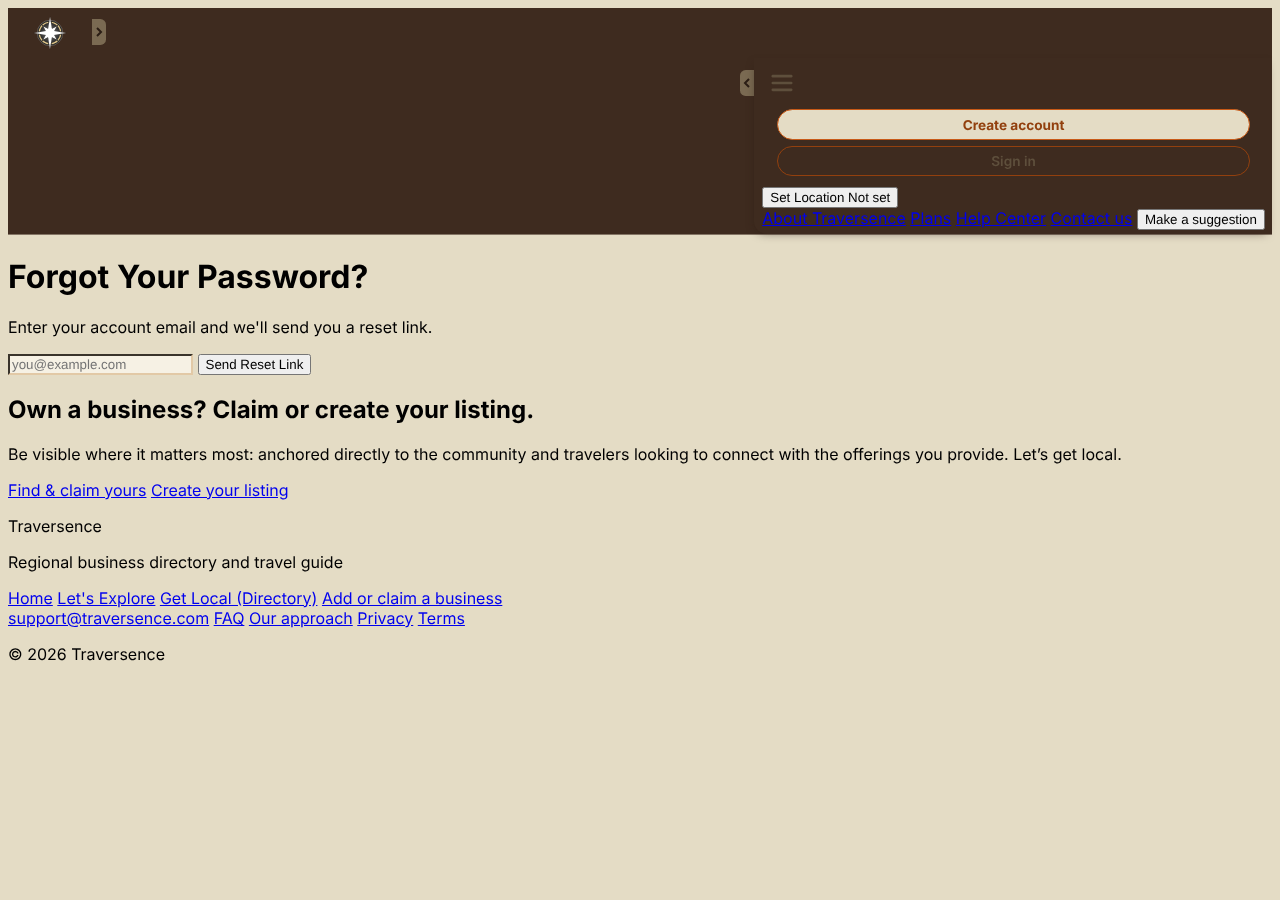 Create account
Sign in
Set Location Not set
About Traversence Plans Help Center Contact us Make a suggestion
Forgot Your Password?
Enter your account email and we'll send you a reset link.
you@example.com Send Reset Link
Own a business? Claim or create your listing.
Be visible where it matters most: anchored directly to the community and travelers looking to connect with the offerings you provide. Let’s get local.
Find & claim yours Create your listing
Traversence
Regional business directory and travel guide
Home Let's Explore Get Local (Directory) Add or claim a business
support@traversence.com FAQ Our approach Privacy Terms
© 2026 Traversence